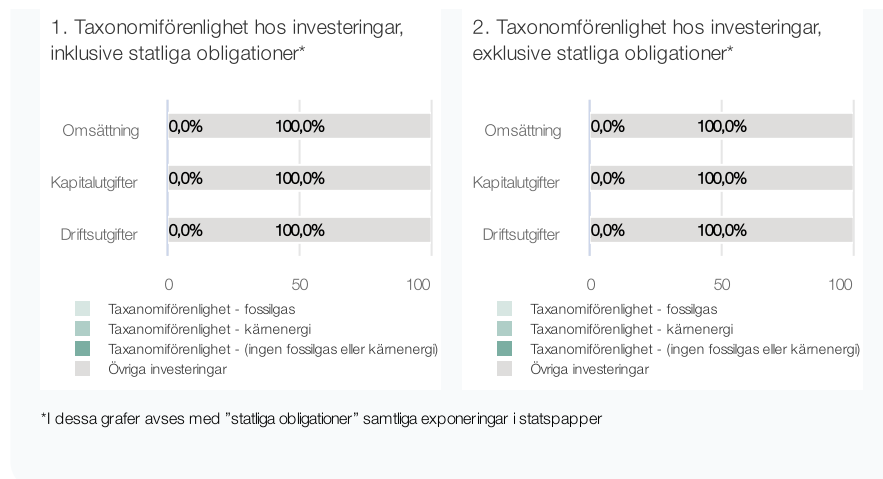 1. Taxonomiförenlighet hos investeringar,
inklusive statliga obligationer*
Omsättning 0,0% 100,0%
Kapitalutgifter 0,0% 100,0%
Driftsutgifter 0,0% 100,0%
0 50 100
Taxanomiförenlighet - fossilgas
Taxanomiförenlighet - kärnenergi
Taxanomiförenlighet - (ingen fossilgas eller kärnenergi)
Övriga investeringar
2. Taxonomförenlighet hos investeringar,
exklusive statliga obligationer*
Omsättning 0,0% 100,0%
Kapitalutgifter 0,0% 100,0%
Driftsutgifter 0,0% 100,0%
0 50 100
Taxanomiförenlighet - fossilgas
Taxanomiförenlighet - kärnenergi
Taxanomiförenlighet - (ingen fossilgas eller kärnenergi)
Övriga investeringar
*I dessa grafer avses med ”statliga obligationer” samtliga exponeringar i statspapper